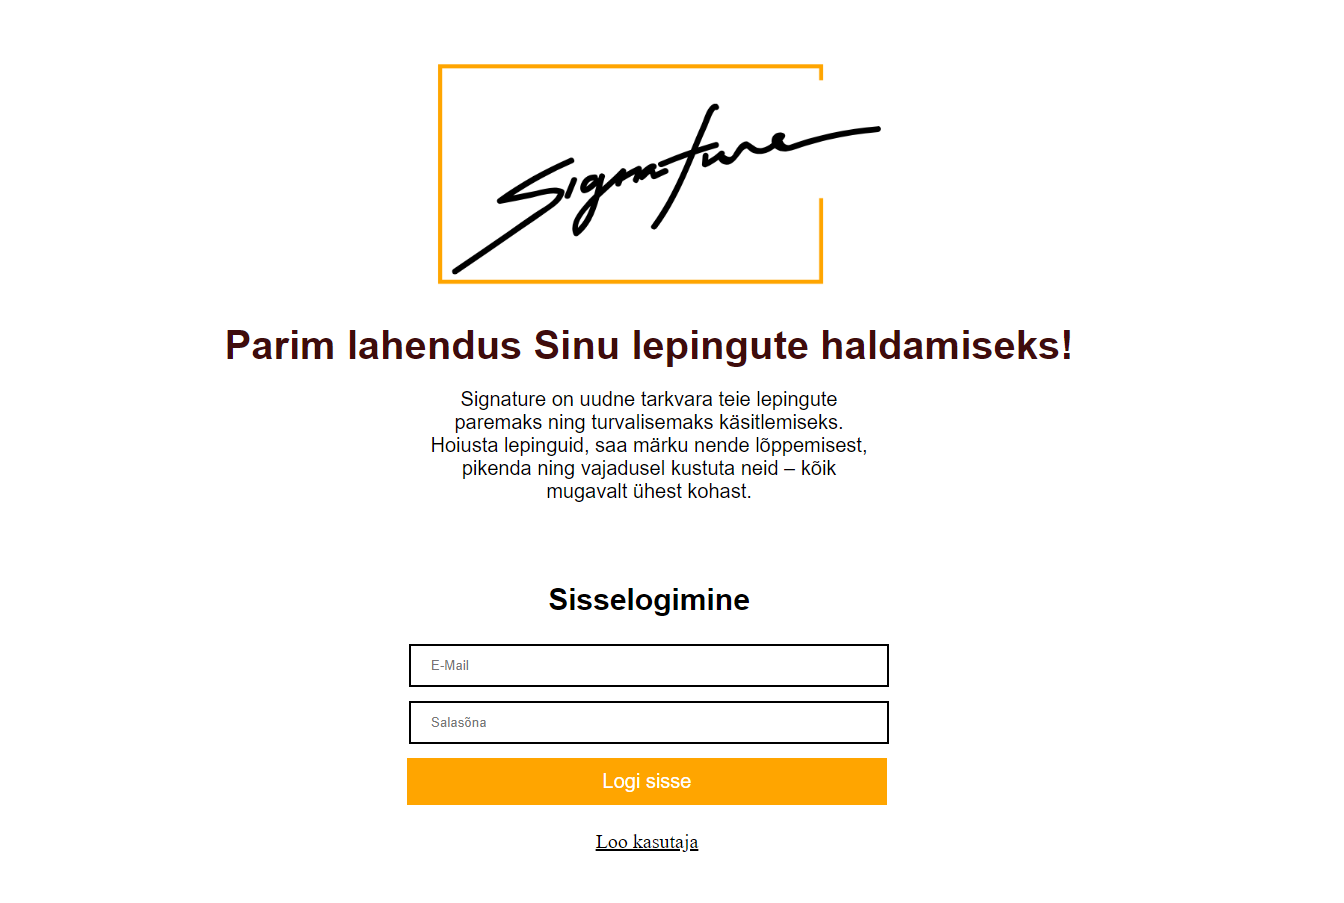 Signature
Parim lahendus Sinu lepingute haldamiseks!
Signature on uudne tarkvara teie lepingute
paremaks ning turvalisemaks käsitlemiseks.
Hoiusta lepinguid, saa märku nende lõppemisest,
pikenda ning vajadusel kustuta neid – kõik
mugavalt ühest kohast.
Sisselogimine
E-Mail
Salasõna
Logi sisse
Loo kasutaja